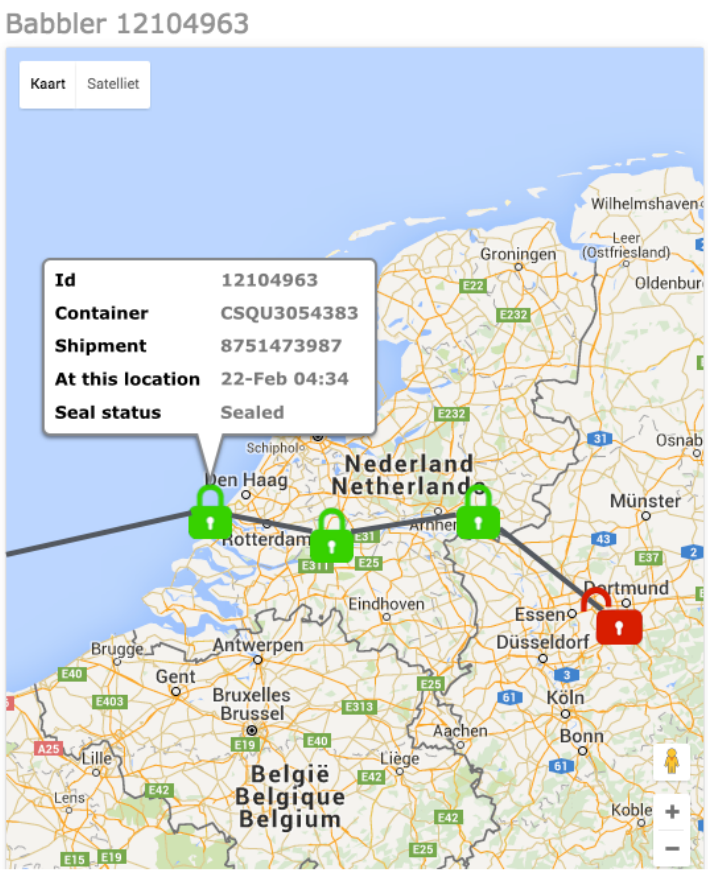 Babbler 12104963
Kaart Satelliet
Wilhelmshaven
Leer
(Ostfriesland)
Groningen
E22
Oldenbur
E232
Id 12104963
Container CSQU3054383
Shipment 8751473987
At this location 22-Feb 04:34
Seal status Sealed
E232
31
Osnab
Schiphol
Nederland
Netherlands
Den Haag
Münster
Arnhem
Rotterdam
E31
43
E311 E25
E37
2
Dortmund
Eindhoven
Essen
Düsseldorf
Brugge
Antwerpen
E40
Gent
3
E403
Bruxelles
Brussel
E313
E25
61
Köln
E19
E40
Aachen
Bonn
A25
Lille
België
Belgique
Belgium
Liège
E42
61
Lens
E42
E42
Koble
+
E15 E19
E25
−